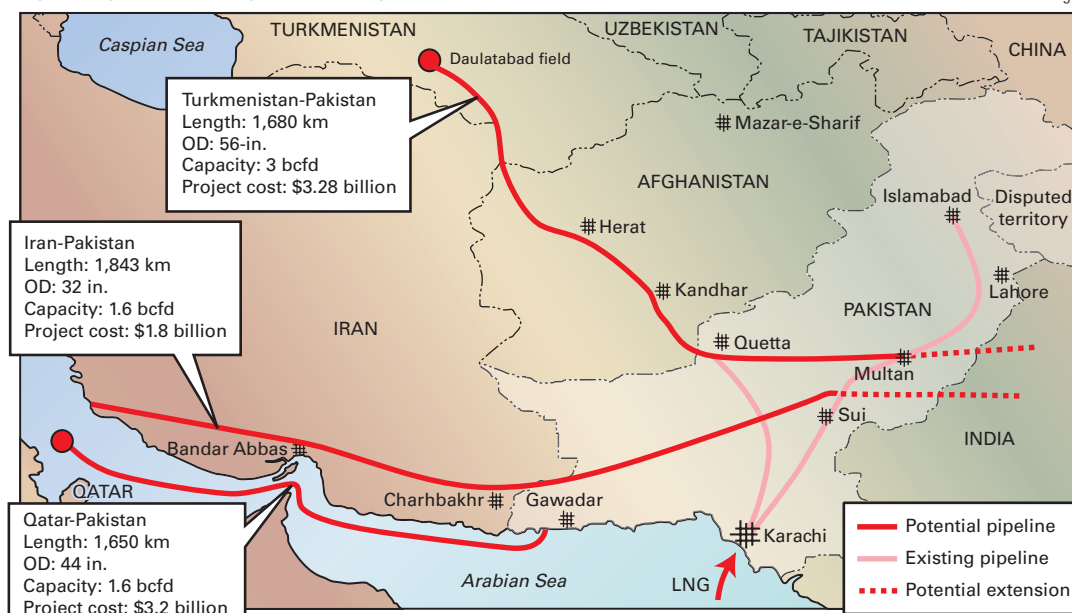 Caspian Sea
TURKMENISTAN
UZBEKISTAN
TAJIKISTAN
CHINA
Daulatabad field
Turkmenistan-Pakistan
Length: 1,680 km
OD: 56-in.
Capacity: 3 bcfd
Project cost: $3.28 billion
Mazar-e-Sharif
AFGHANISTAN
Islamabad
Disputed
territory
Herat
Iran-Pakistan
Length: 1,843 km
OD: 32 in.
Capacity: 1.6 bcfd
Project cost: $1.8 billion
Kandhar
Lahore
IRAN
PAKISTAN
Quetta
Multan
Sui
INDIA
Bandar Abbas
QATAR
Charhbakhr
Gawadar
Qatar-Pakistan
Length: 1,650 km
OD: 44 in.
Capacity: 1.6 bcfd
Project cost: $3.2 billion
Arabian Sea
LNG
Karachi
Potential pipeline
Existing pipeline
Potential extension